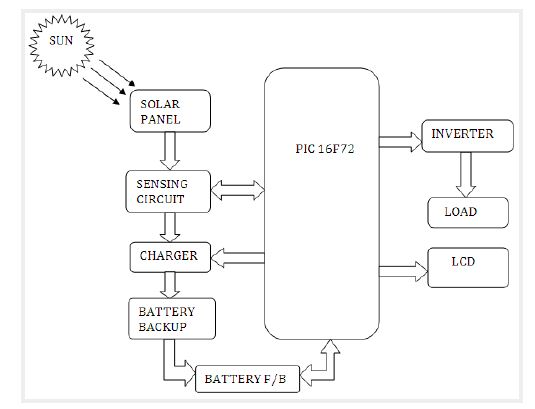 SUN
SOLAR
PANEL
PIC 16F72
INVERTER
SENSING
CIRCUIT
LOAD
CHARGER
LCD
BATTERY
BACKUP
BATTERY F/B